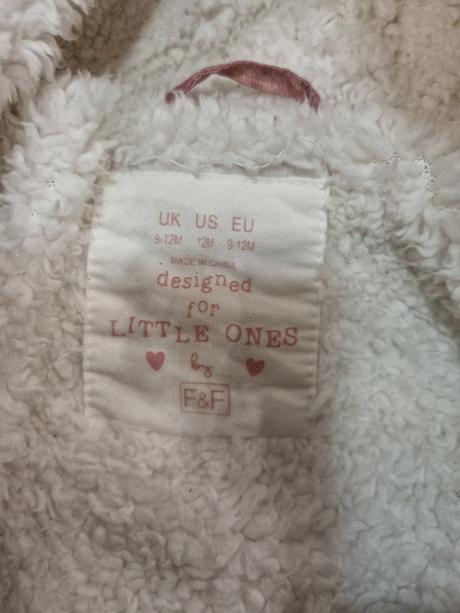 UK US EU
9-12M 12M 9-12M
MADE IN CHINA
designed
for
LITTLE ONES
by
F&F